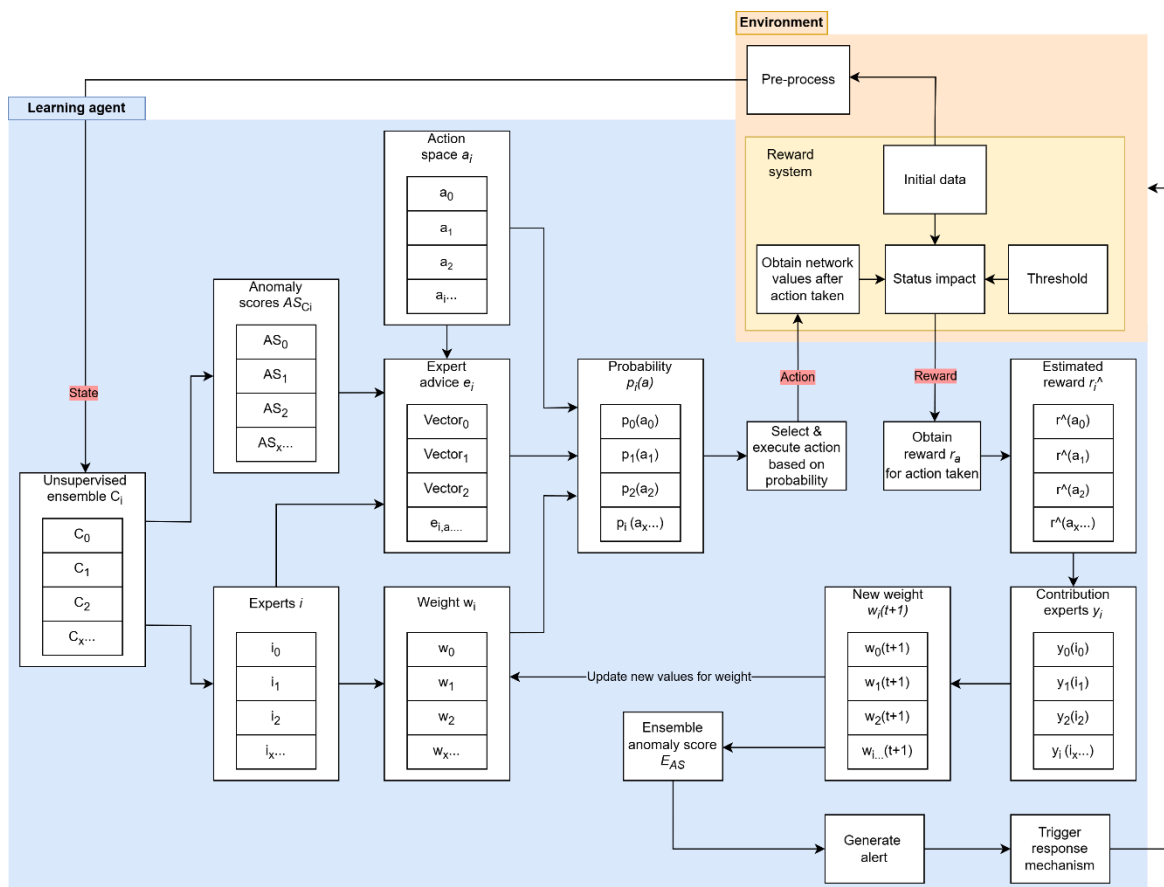 Environment
Pre-process
Learning agent
Reward
system
Initial data
Obtain network
values after
action taken
Status impact
Threshold
Action
space a_i
a_0
a_1
a_2
a_i...
Anomaly
scores AS_Ci
AS_0
AS_1
AS_2
AS_x...
State
Unsupervised
ensemble C_i
C_0
C_1
C_2
C_x...
Expert
advice e_i
Vector_0
Vector_1
Vector_2
e_i,a....
Probability
p_i(a)
p_0(a_0)
p_1(a_1)
p_2(a_2)
p_i (a_x...)
Action
Select &
execute action
based on
probability
Reward
Obtain
reward r_a
for action taken
Estimated
reward r_i^
r^(a_0)
r^(a_1)
r^(a_2)
r^(a_x...)
Experts i
i_0
i_1
i_2
i_x...
Weight w_i
w_0
w_1
w_2
w_x...
Update new values for weight
New weight
w_i(t+1)
w_0(t+1)
w_1(t+1)
w_2(t+1)
w_i...(t+1)
Contribution
experts y_i
y_0(i_0)
y_1(i_1)
y_2(i_2)
y_i (i_x...)
Ensemble
anomaly score
E_AS
Generate
alert
Trigger
response
mechanism